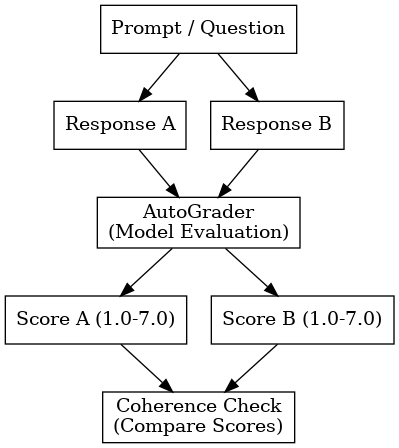 Prompt / Question
Response A
Response B
AutoGrader
(Model Evaluation)
Score A (1.0-7.0)
Score B (1.0-7.0)
Coherence Check
(Compare Scores)